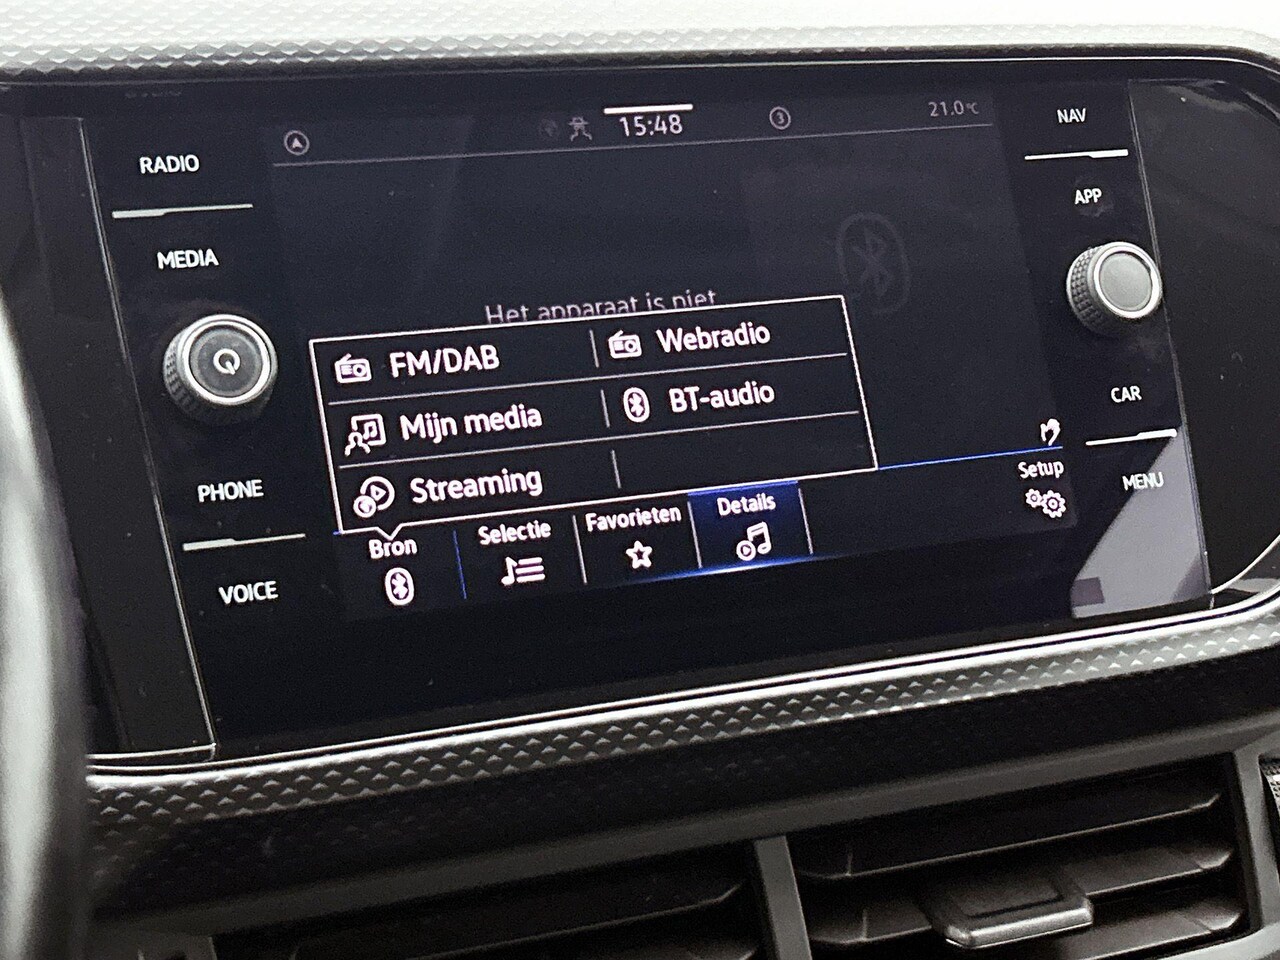 15:48
3
21.0°C
NAV
RADIO
APP
MEDIA
Het apparaat is niet
FM/DAB
Webradio
Mijn media
BT-audio
Streaming
CAR
Setup
MENU
PHONE
Bron
Selectie
Favorieten
Details
VOICE